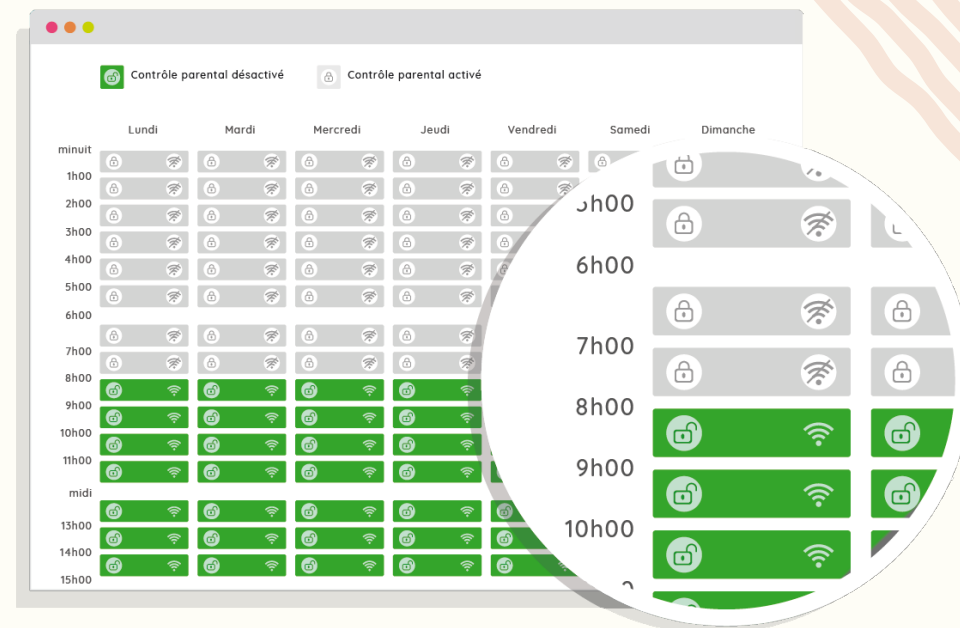 Contrôle parental désactivé Contrôle parental activé
Lundi Mardi Mercredi Jeudi Vendredi Samedi Dimanche
minuit
1h00
2h00
3h00
4h00
5h00
6h00
7h00
8h00
9h00
10h00
11h00
midi
13h00
14h00
15h00
6h00
7h00
8h00
9h00
10h00